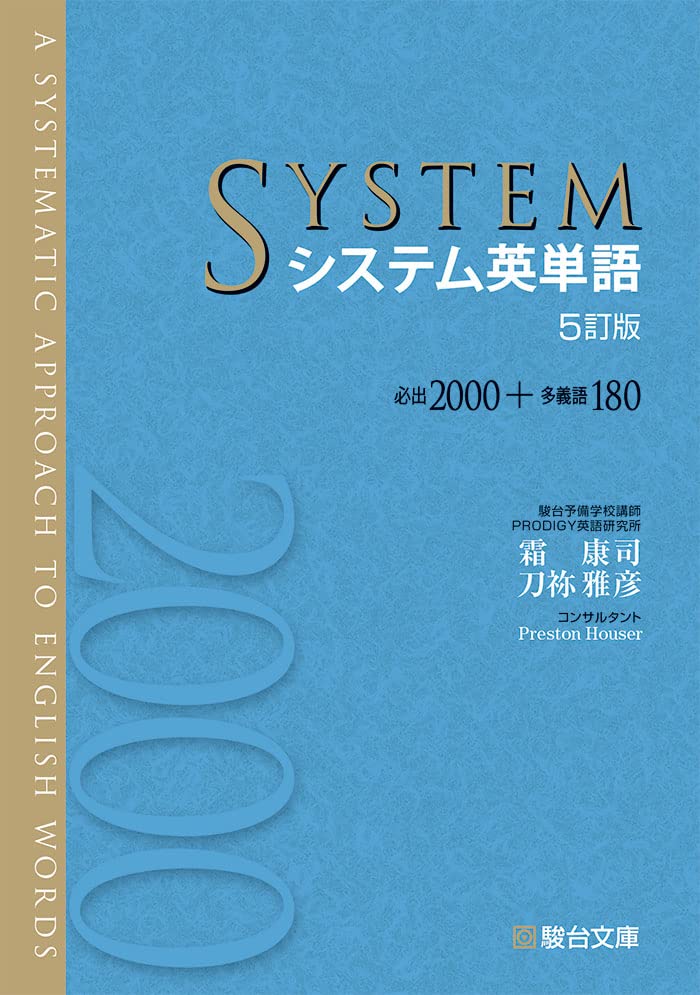 A SYSTEMATIC APPROACH TO ENGLISH WORDS
SYSTEM
システム英単語
5訂版
必出2000+多義語180
2000
駿台予備学校講師
PRODIGY英語研究所
霜 康司
刀祢 雅彦
コンサルタント
Preston Houser
駿台文庫